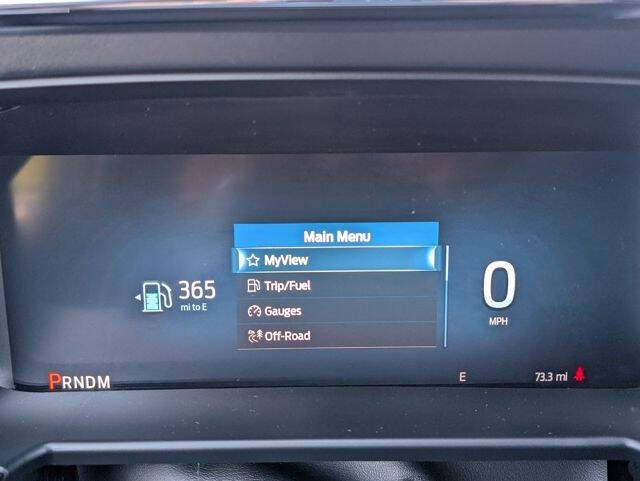 Main Menu
MyView
Trip/Fuel
Gauges
Off-Road
365
mi to E
0
MPH
PRNDM
E
73.3 mi